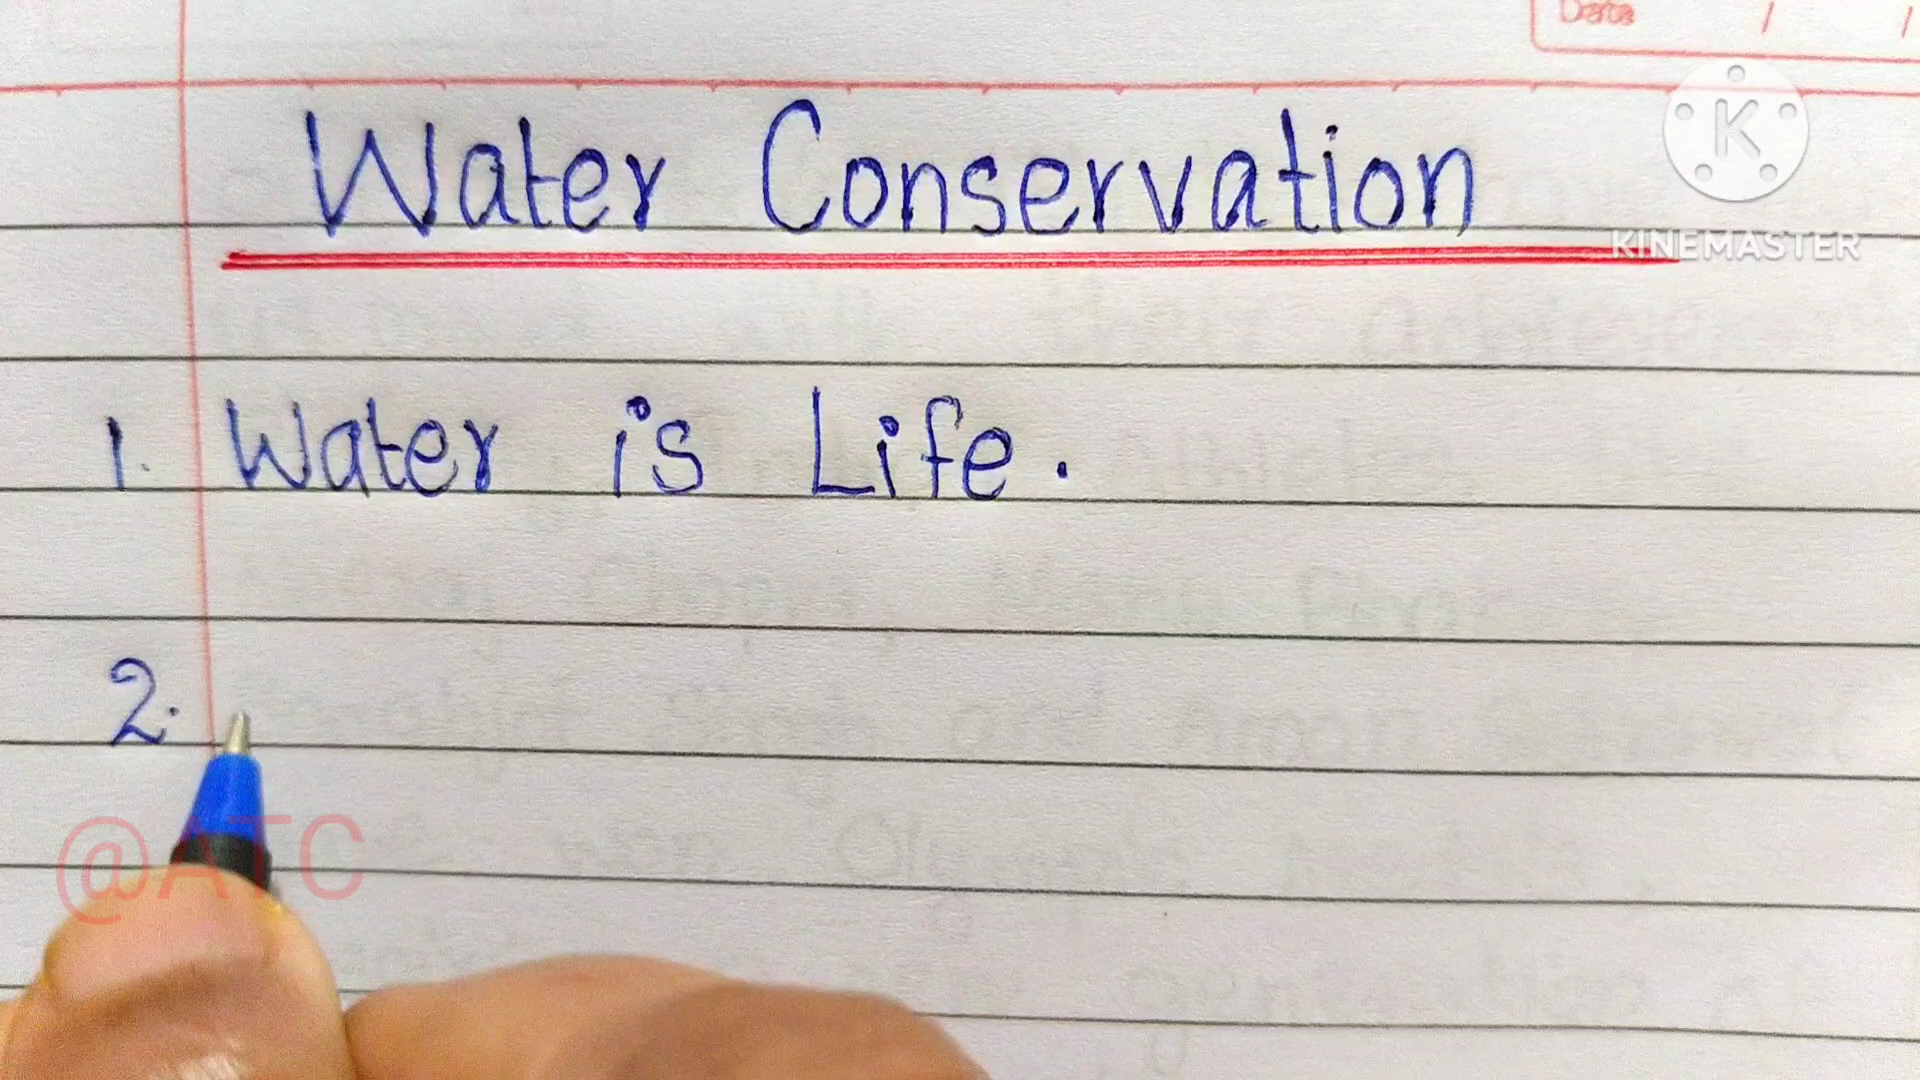 Date / /
Water Conservation
K
KINEMASTER
1. Water is Life.
2.
@ATC